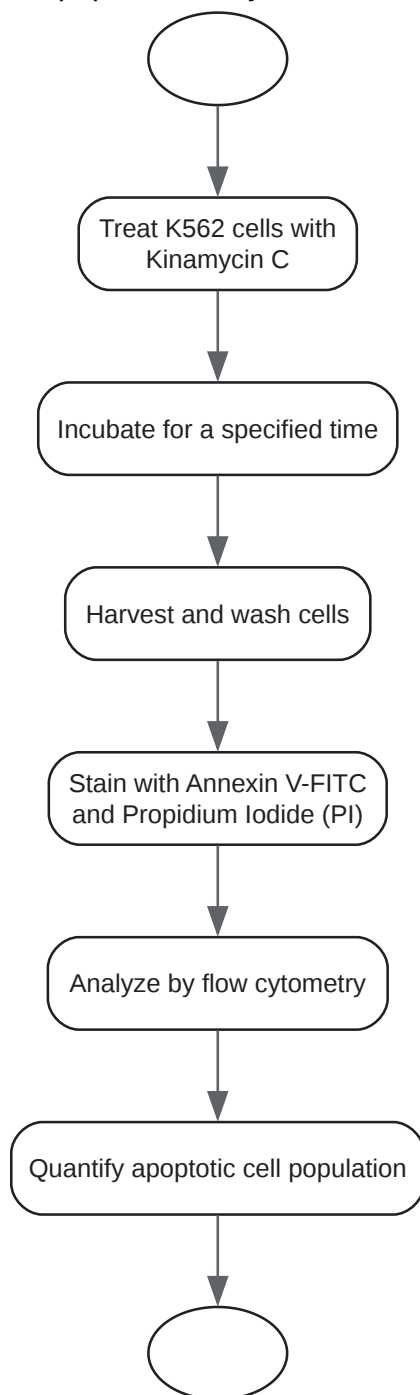 Treat K562 cells with
Kinamycin C
Incubate for a specified time
Harvest and wash cells
Stain with Annexin V-FITC
and Propidium Iodide (PI)
Analyze by flow cytometry
Quantify apoptotic cell population